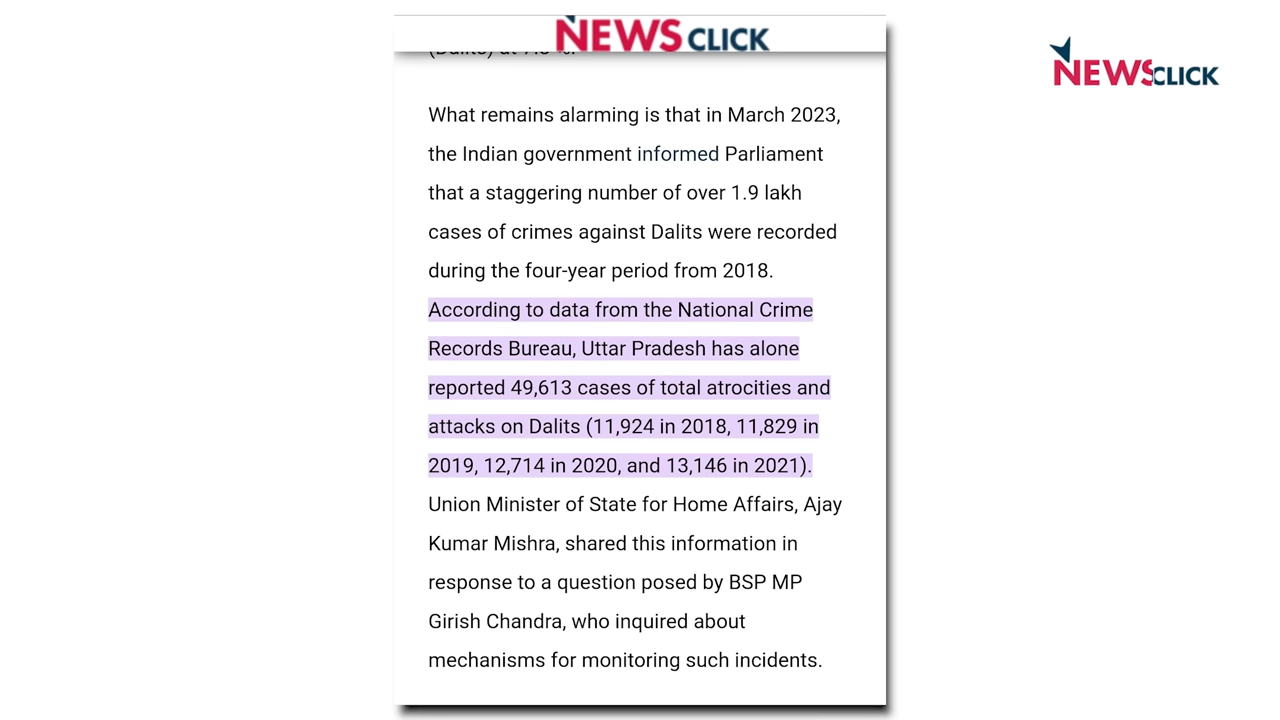 NEWSCLICK
NEWSCLICK
What remains alarming is that in March 2023,
the Indian government informed Parliament
that a staggering number of over 1.9 lakh
cases of crimes against Dalits were recorded
during the four-year period from 2018.
According to data from the National Crime
Records Bureau, Uttar Pradesh has alone
reported 49,613 cases of total atrocities and
attacks on Dalits (11,924 in 2018, 11,829 in
2019, 12,714 in 2020, and 13,146 in 2021).
Union Minister of State for Home Affairs, Ajay
Kumar Mishra, shared this information in
response to a question posed by BSP MP
Girish Chandra, who inquired about
mechanisms for monitoring such incidents.